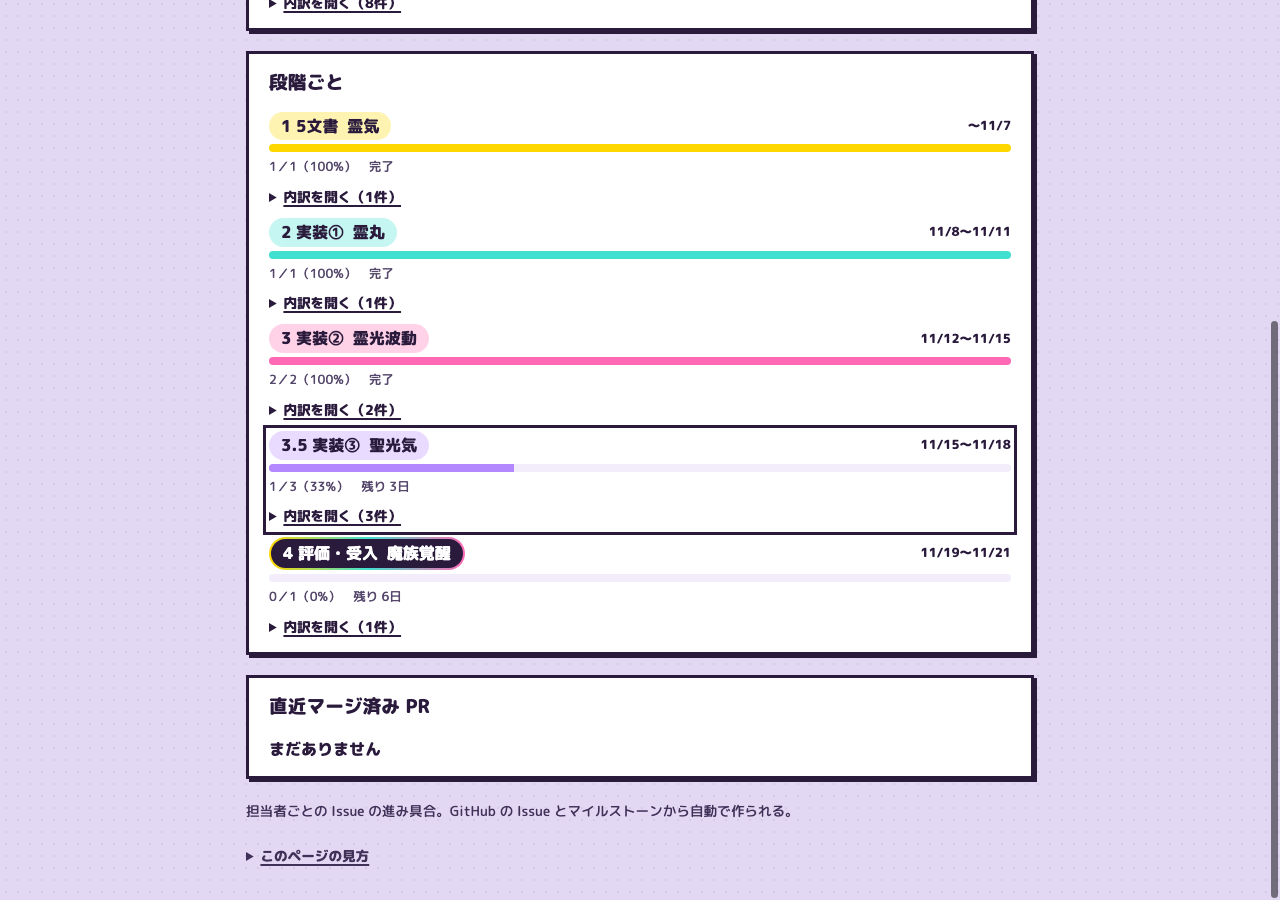 ▶ 内訳を開く（8件）
段階ごと
1 5文書 霊気 〜11/7
1／1（100%） 完了
▶ 内訳を開く（1件）
2 実装① 霊丸 11/8〜11/11
1／1（100%） 完了
▶ 内訳を開く（1件）
3 実装② 霊光波動 11/12〜11/15
2／2（100%） 完了
▶ 内訳を開く（2件）
3.5 実装③ 聖光気 11/15〜11/18
1／3（33%） 残り 3日
▶ 内訳を開く（3件）
4 評価・受入 魔族覚醒 11/19〜11/21
0／1（0%） 残り 6日
▶ 内訳を開く（1件）
直近マージ済み PR
まだありません
担当者ごとの Issue の進み具合。GitHub の Issue とマイルストーンから自動で作られる。
▶ このページの見方